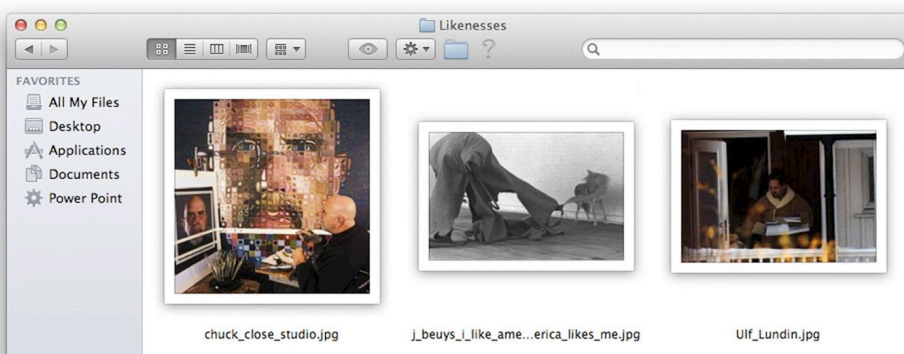 Likenesses
FAVORITES
All My Files
Desktop
Applications
Documents
Power Point
chuck_close_studio.jpg
j_beuys_i_like_ame...erica_likes_me.jpg
Ulf_Lundin.jpg